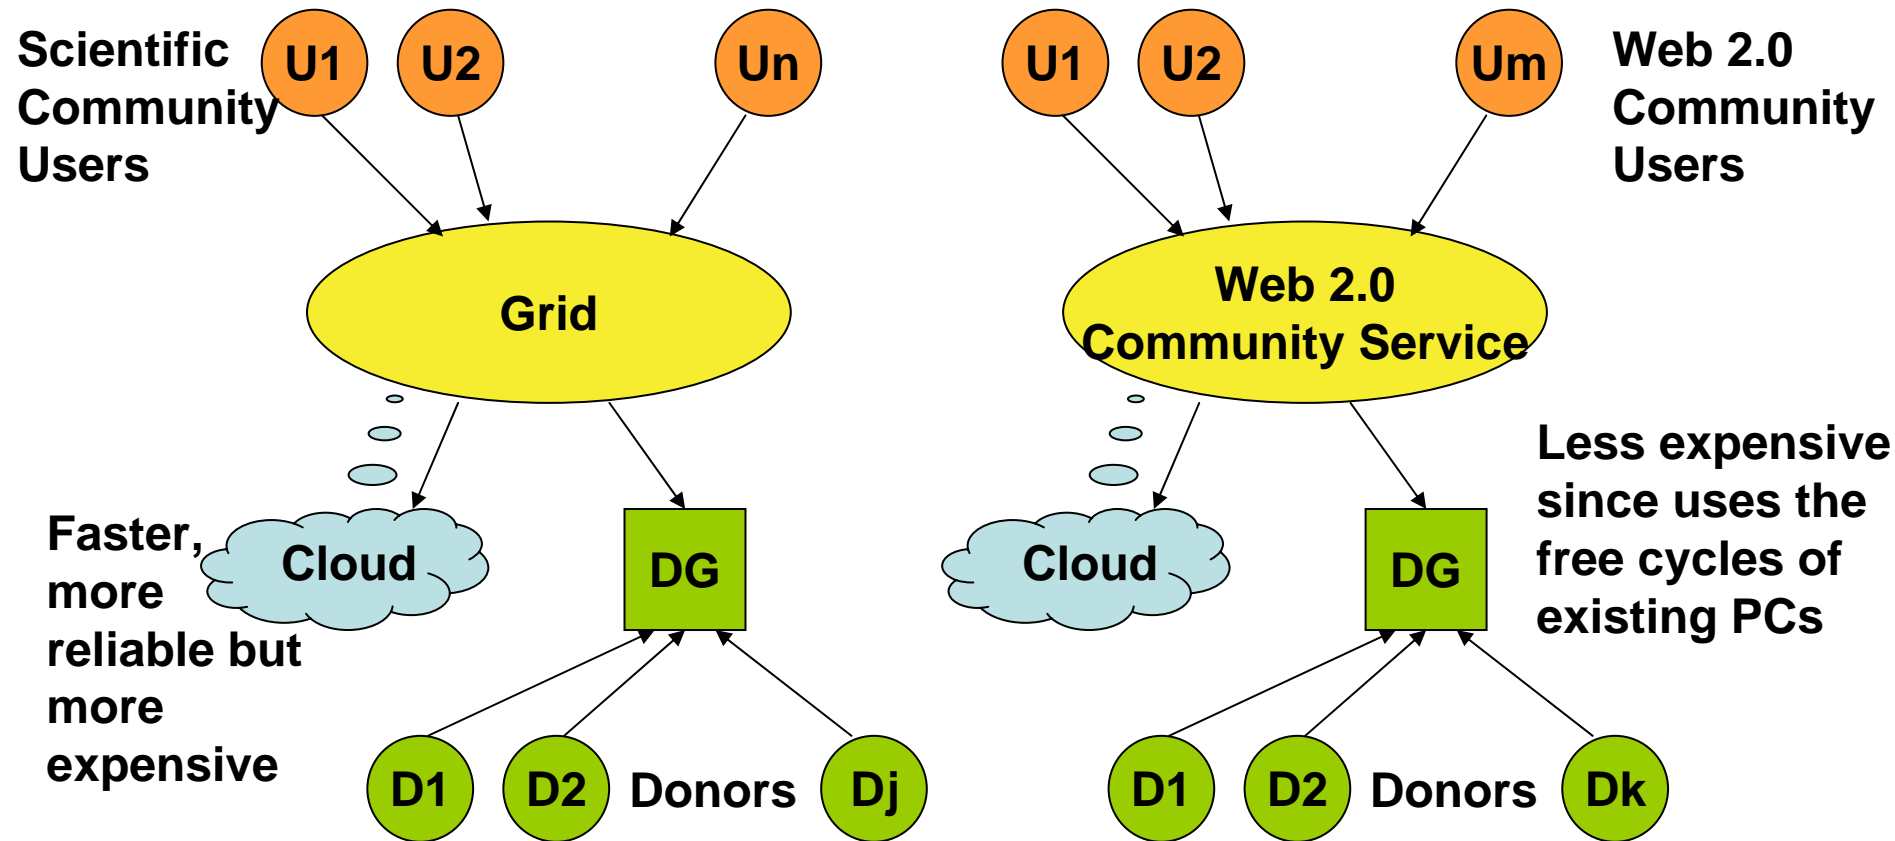 Scientific
Community
Users
U1
U2
Un
U1
U2
Um
Web 2.0
Community
Users
Grid
Web 2.0
Community Service
Faster,
more
reliable but
more
expensive
Cloud
DG
Cloud
DG
Less expensive
since uses the
free cycles of
existing PCs
D1
D2
Donors
Dj
D1
D2
Donors
Dk